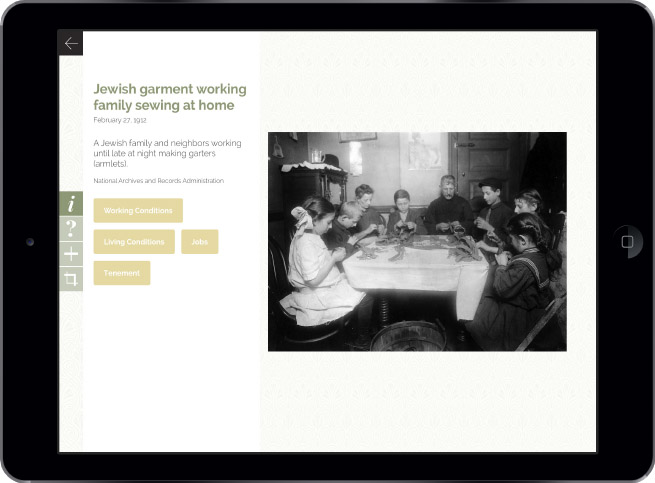 Jewish garment working
family sewing at home
February 27, 1912
A Jewish family and neighbors working
until late at night making garters
(armlets).
National Archives and Records Administration
i
Working Conditions
?
Living Conditions
Jobs
Tenement